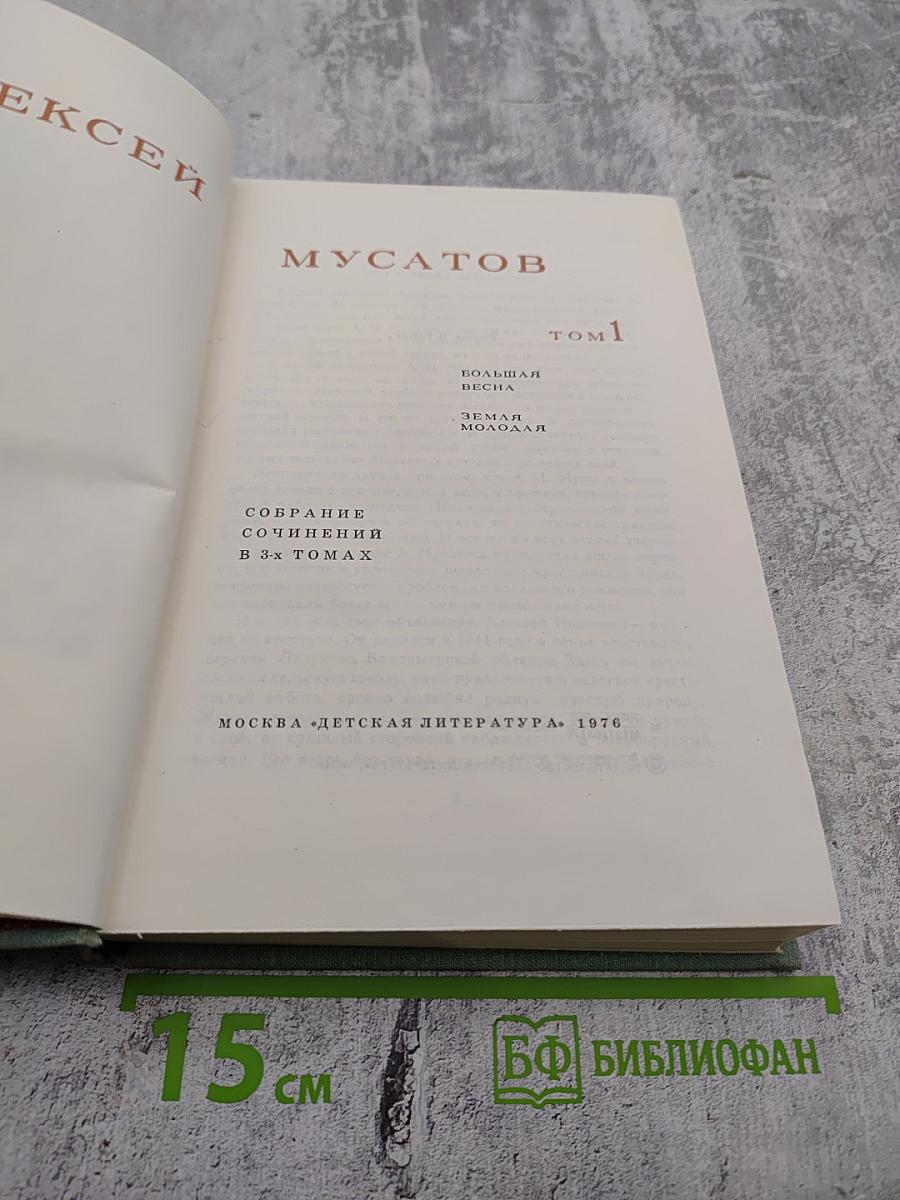 ЕКСЕЙ
МУСАТОВ
ТОМ 1
БОЛЬШАЯ
ВЕСНА
ЗЕМЛЯ
МОЛОДАЯ
СОБРАНИЕ
СОЧИНЕНИЙ
В 3-х ТОМАХ
МОСКВА «ДЕТСКАЯ ЛИТЕРАТУРА» 1976
15 см
БФ БИБЛИОФАН